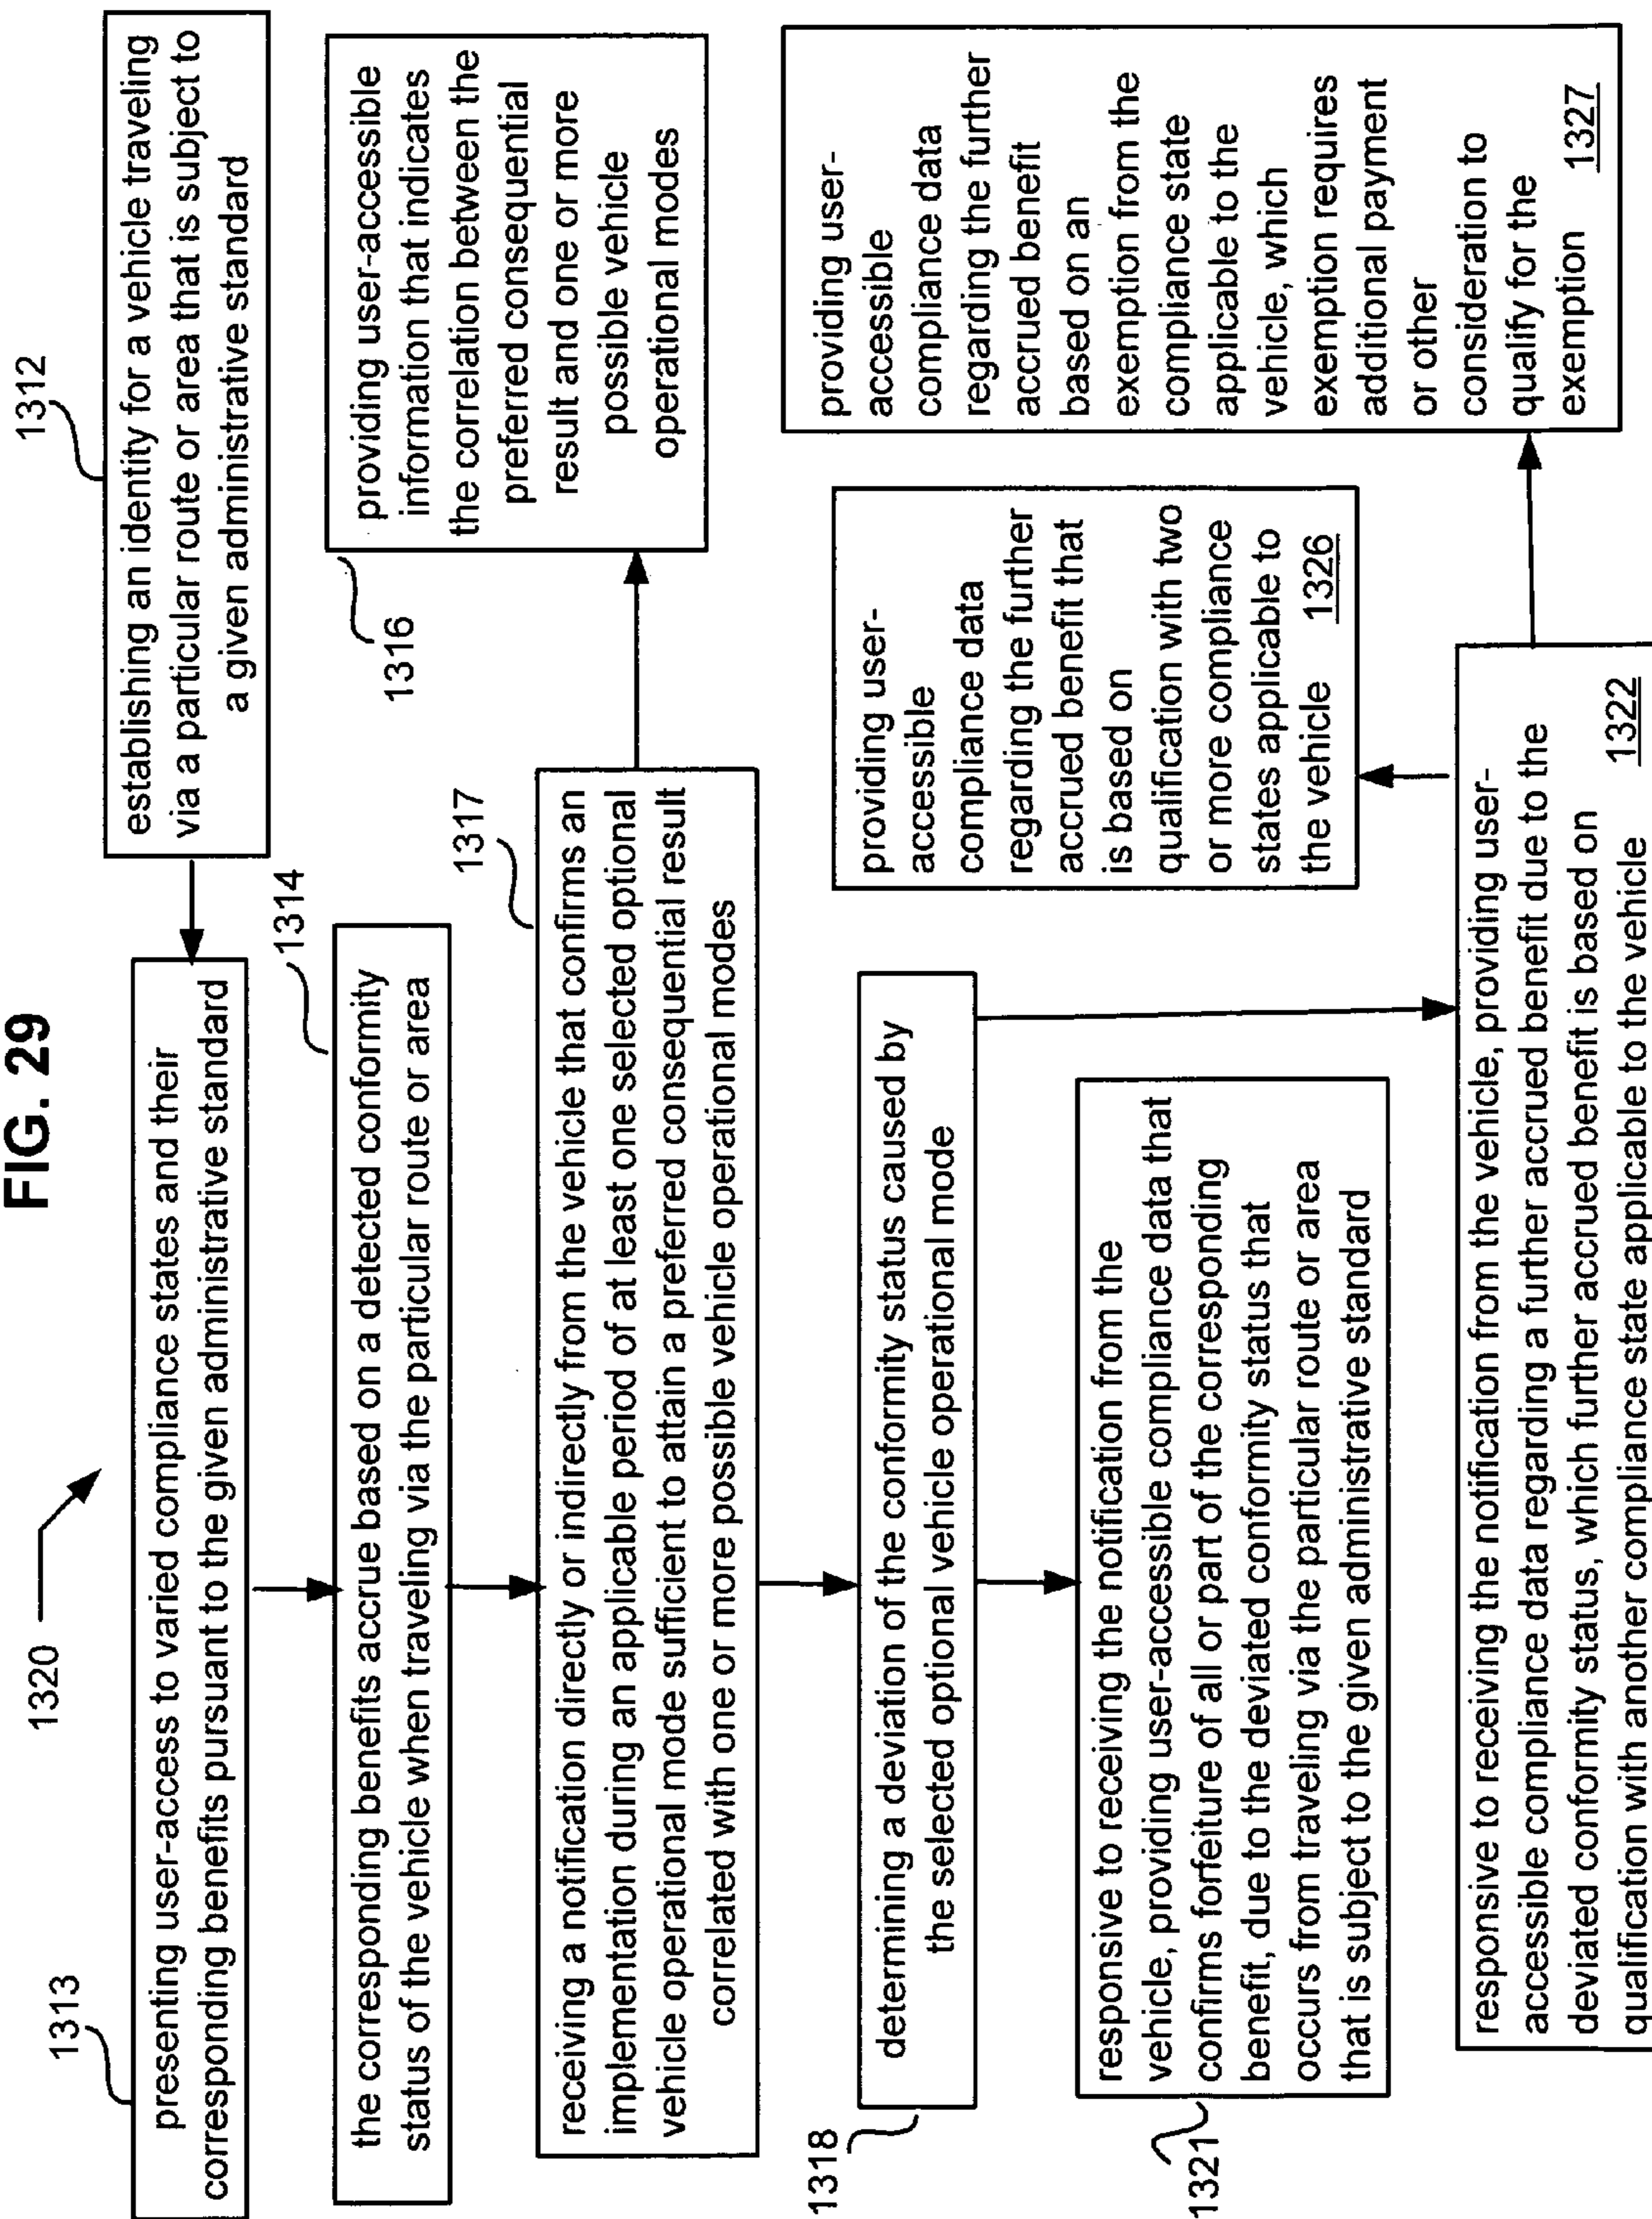 FIG. 29
1320
1312
establishing an identity for a vehicle traveling
via a particular route or area that is subject to
a given administrative standard
1313
presenting user-access to varied compliance states and their
corresponding benefits pursuant to the given administrative standard
1314
the corresponding benefits accrue based on a detected conformity
status of the vehicle when traveling via the particular route or area
1316
providing user-accessible
information that indicates
the correlation between the
preferred consequential
result and one or more
possible vehicle
operational modes
1317
receiving a notification directly or indirectly from the vehicle that confirms an
implementation during an applicable period of at least one selected optional
vehicle operational mode sufficient to attain a preferred consequential result
correlated with one or more possible vehicle operational modes
1318
determining a deviation of the conformity status caused by
the selected optional vehicle operational mode
1321
responsive to receiving the notification from the
vehicle, providing user-accessible compliance data that
confirms forfeiture of all or part of the corresponding
benefit, due to the deviated conformity status that
occurs from traveling via the particular route or area
that is subject to the given administrative standard
providing user-
accessible
compliance data
regarding the further
accrued benefit that
is based on
qualification with two
or more compliance
states applicable to
the vehicle 1326
providing user-
accessible
compliance data
regarding the further
accrued benefit
based on an
exemption from the
compliance state
applicable to the
vehicle, which
exemption requires
additional payment
or other
consideration to
qualify for the
exemption 1327
responsive to receiving the notification from the vehicle, providing user-
accessible compliance data regarding a further accrued benefit due to the
deviated conformity status, which further accrued benefit is based on
qualification with another compliance state applicable to the vehicle 1322